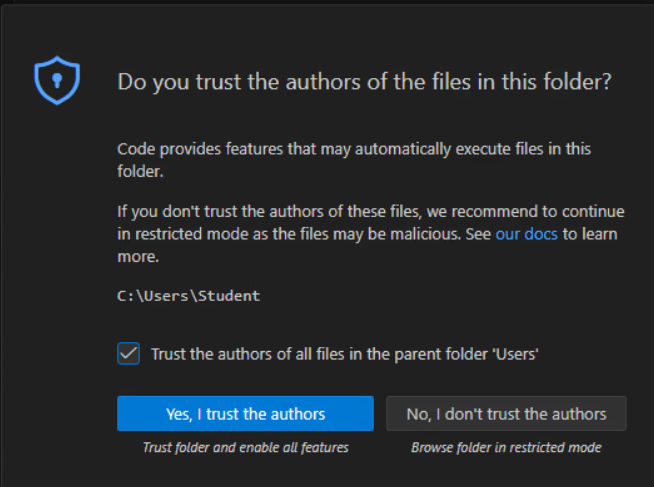 Do you trust the authors of the files in this folder?
Code provides features that may automatically execute files in this
folder.
If you don't trust the authors of these files, we recommend to continue
in restricted mode as the files may be malicious. See our docs to learn
more.
C:\Users\Student
Trust the authors of all files in the parent folder 'Users'
Yes, I trust the authors
No, I don't trust the authors
Trust folder and enable all features
Browse folder in restricted mode